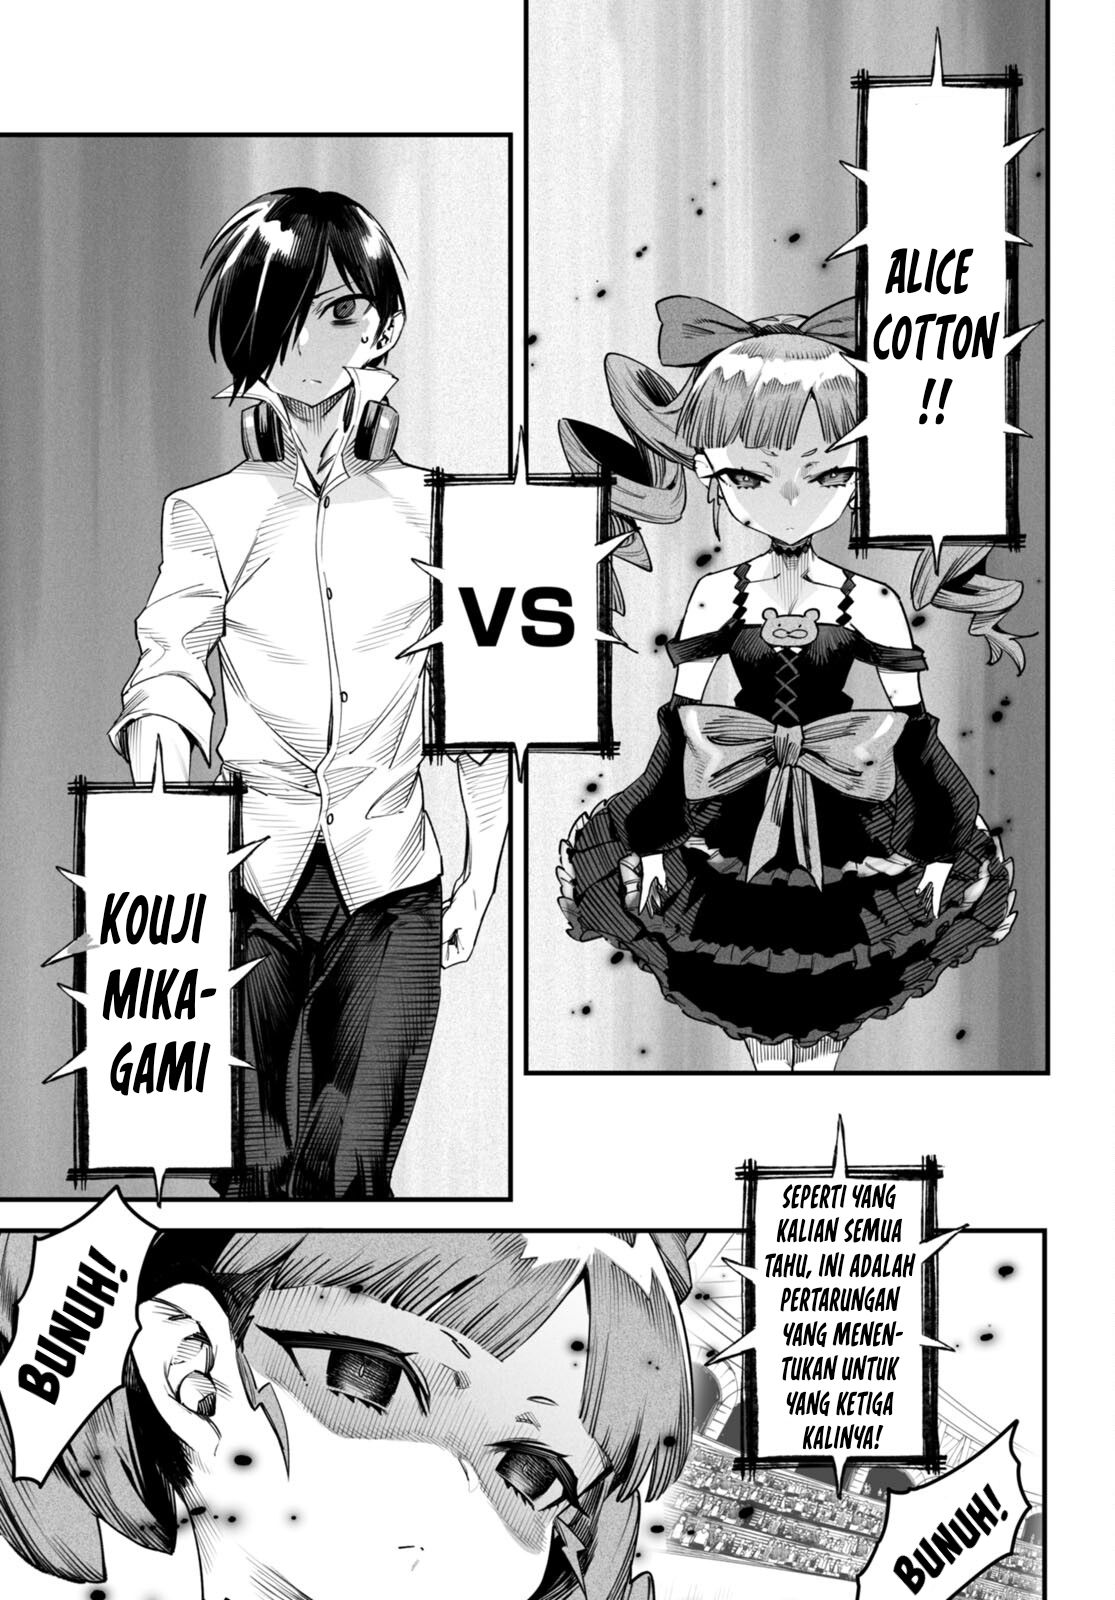 ALICE
COTTON
!!
VS
KOUJI
MIKA-
GAMI
SEPERTI YANG
KALIAN SEMUA
TAHU, INI ADALAH
PERTARUNGAN
YANG MENEN-
TUKAN UNTUK
YANG KETIGA
KALINYA!
BUNUH!
BUNUH!